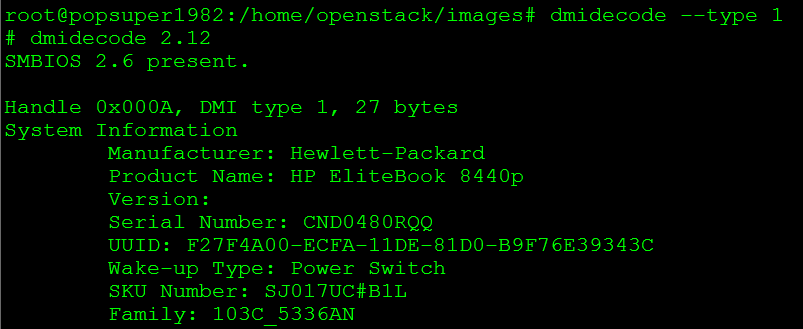 root@popsuper1982:/home/openstack/images# dmidecode --type 1
# dmidecode 2.12
SMBIOS 2.6 present.

Handle 0x000A, DMI type 1, 27 bytes
System Information
        Manufacturer: Hewlett-Packard
        Product Name: HP EliteBook 8440p
        Version:
        Serial Number: CND0480RQQ
        UUID: F27F4A00-ECFA-11DE-81D0-B9F76E39343C
        Wake-up Type: Power Switch
        SKU Number: SJ017UC#B1L
        Family: 103C_5336AN